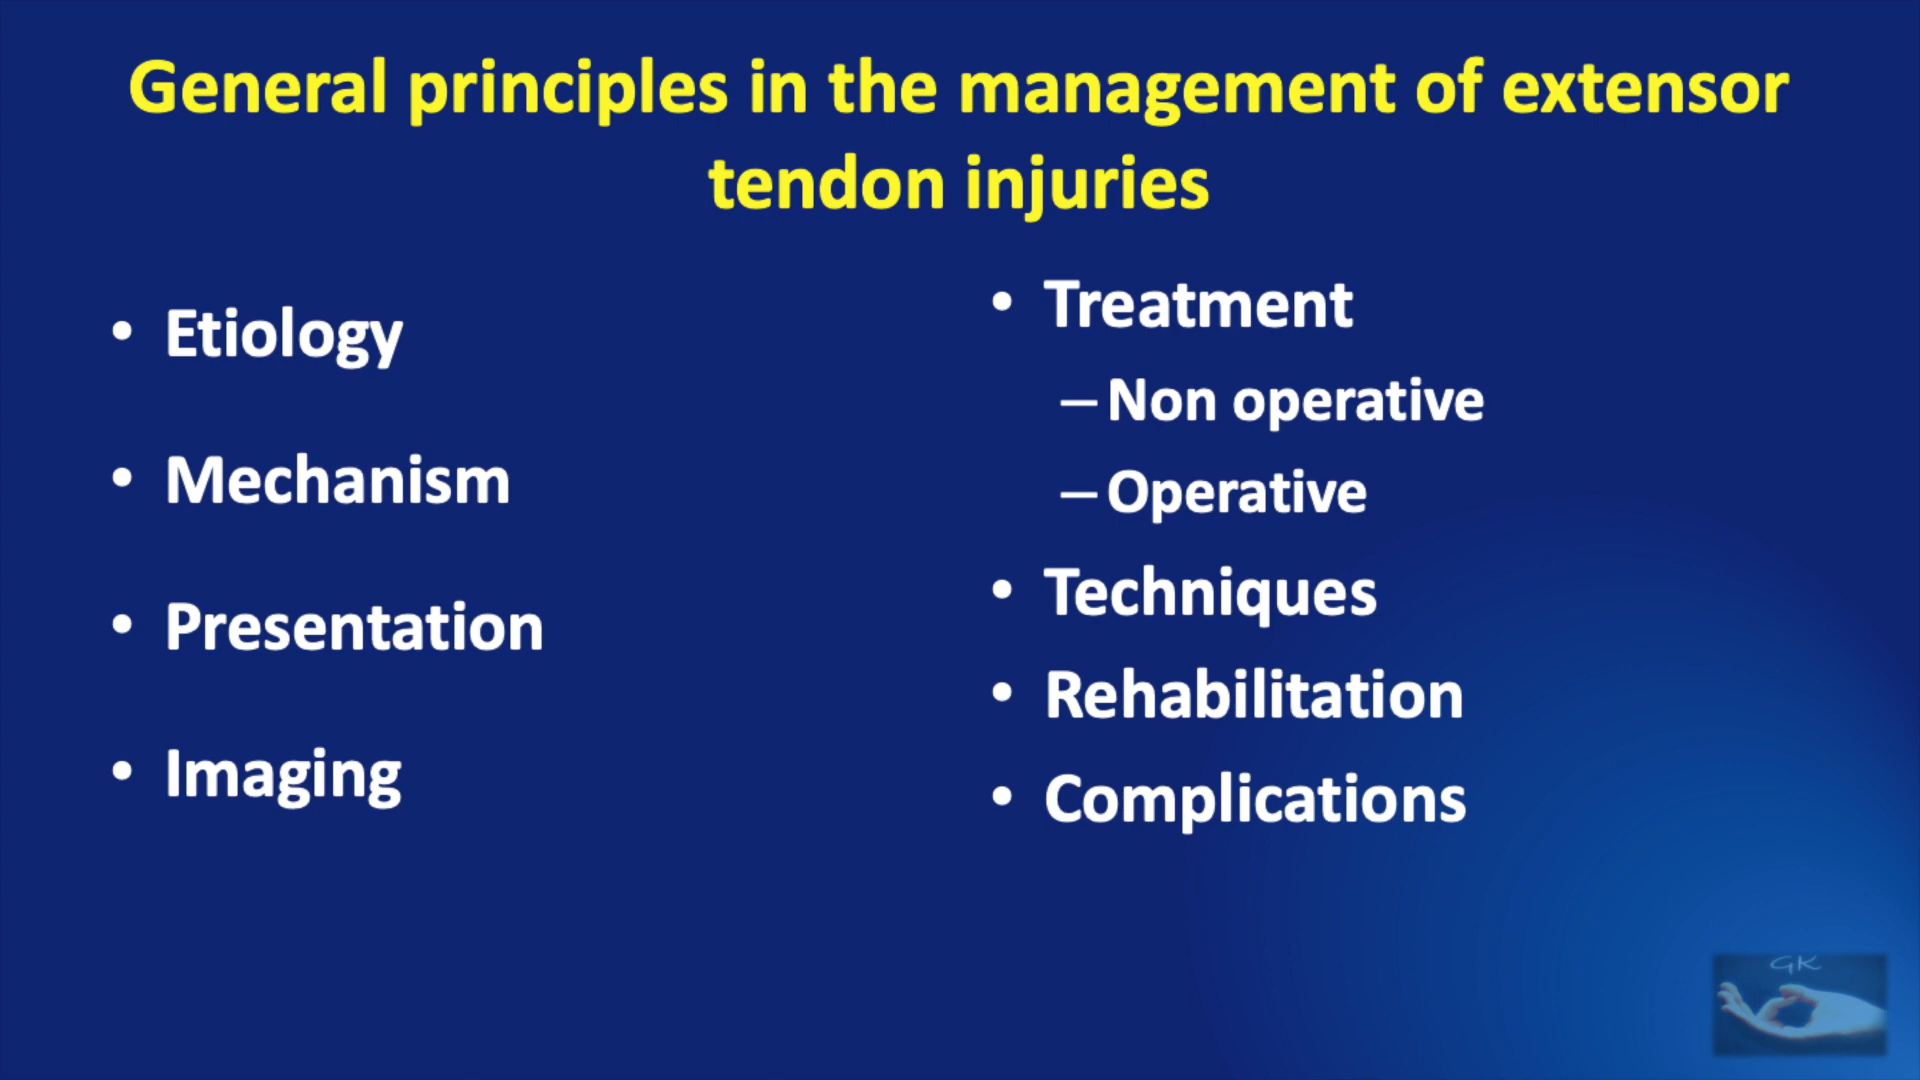 General principles in the management of extensor
tendon injuries
• Etiology
• Mechanism
• Presentation
• Imaging
• Treatment
– Non operative
– Operative
• Techniques
• Rehabilitation
• Complications
GK